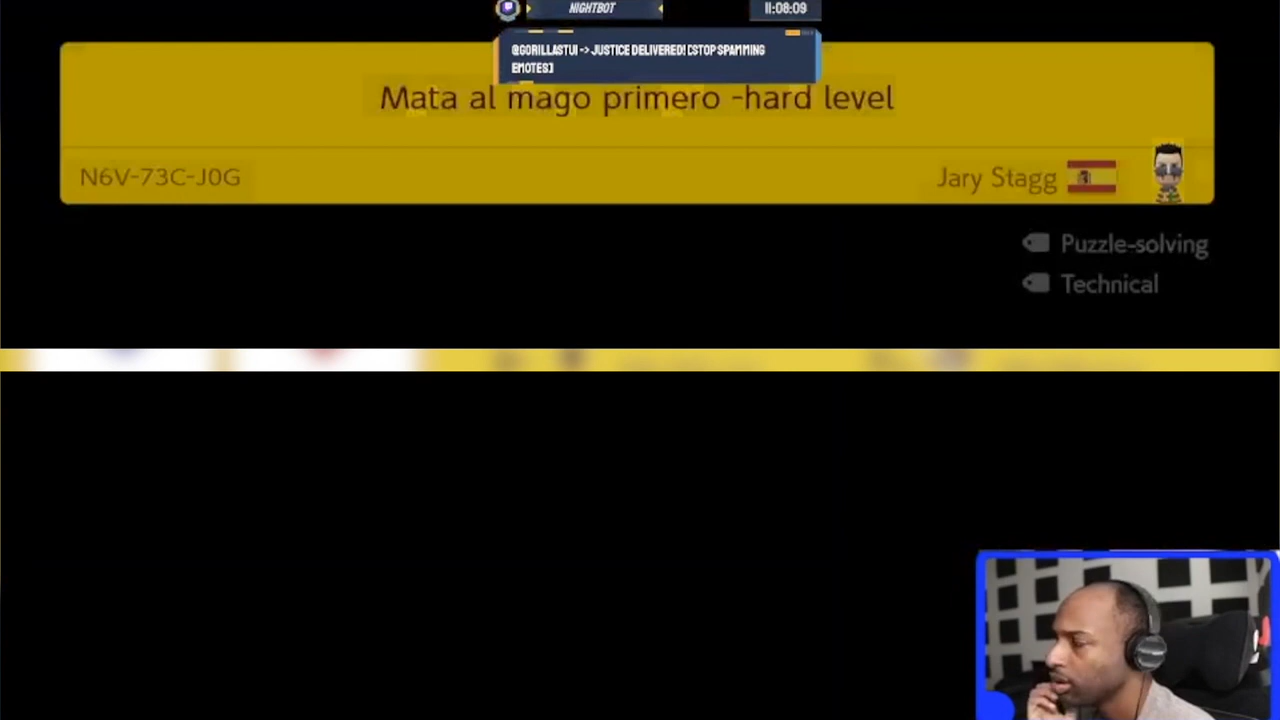 NIGHTBOT
11:08:09
@GORILLASTUI -> JUSTICE DELIVERED! [STOP SPAMMING
EMOTES]
Mata al mago primero -hard level
N6V-73C-J0G
Jary Stagg
Puzzle-solving
Technical